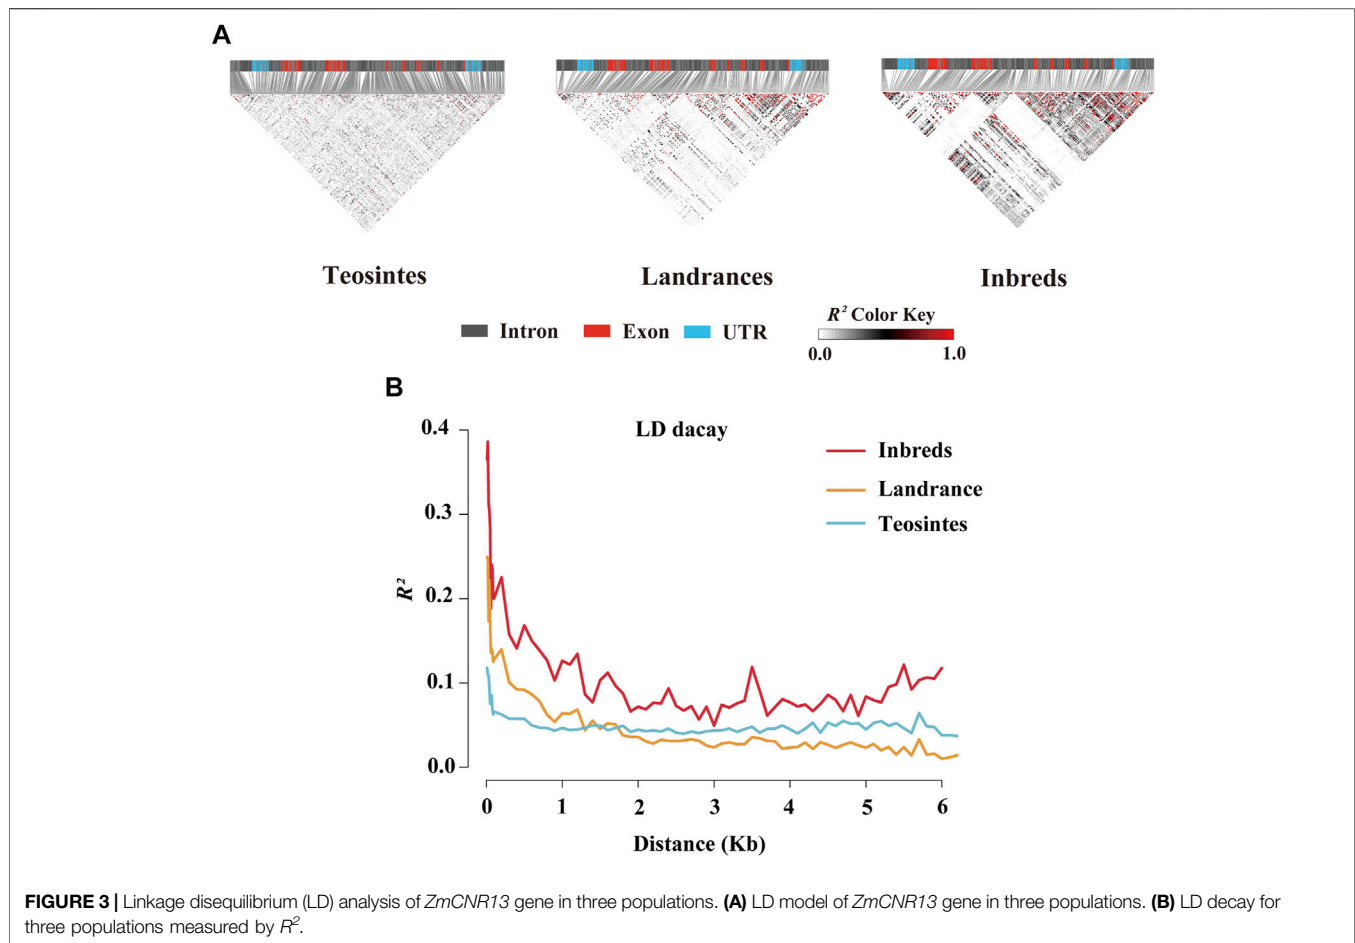 A
Teosintes Landrances Inbreds
Intron Exon UTR
R² Color Key
0.0 1.0
B
LD dacay
0.4
0.3
0.2
0.1
0.0
R²
Inbreds
Landrance
Teosintes
0 1 2 3 4 5 6
Distance (Kb)
FIGURE 3 | Linkage disequilibrium (LD) analysis of ZmCNR13 gene in three populations. (A) LD model of ZmCNR13 gene in three populations. (B) LD decay for
three populations measured by R².